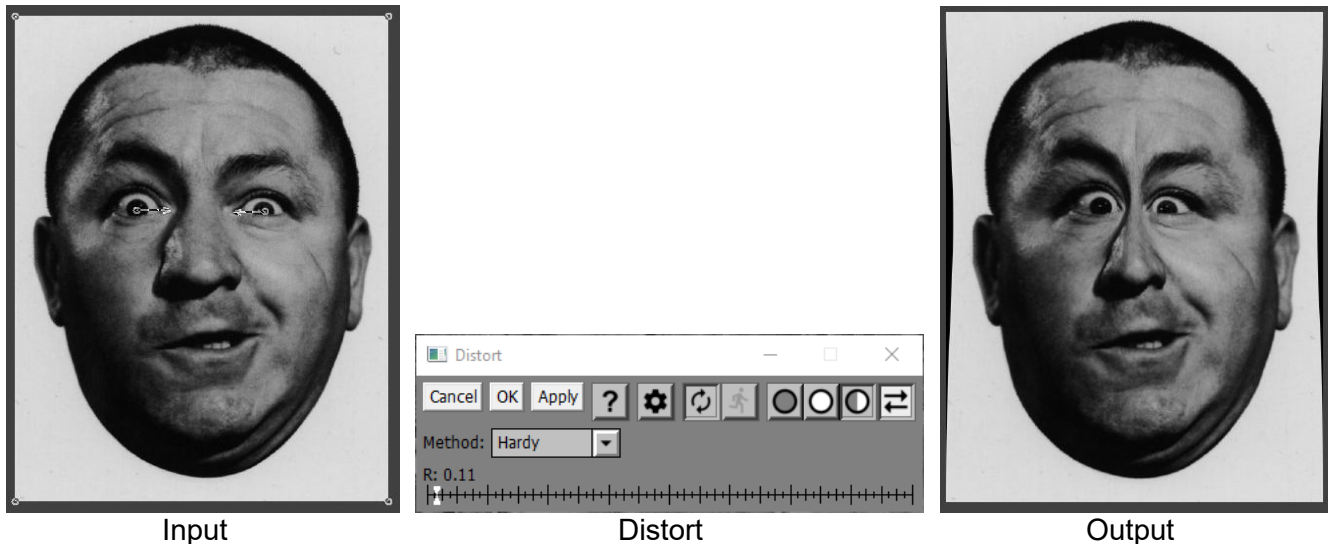 Distort
Cancel OK Apply ?
Method: Hardy
R: 0.11
Input Distort Output